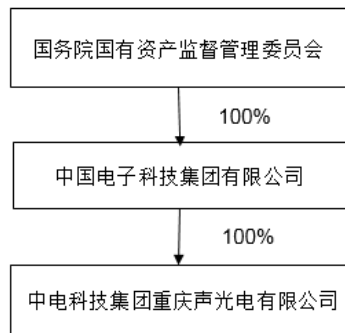 国务院国有资产监督管理委员会
100%
中国电子科技集团有限公司
100%
中电科技集团重庆声光电有限公司